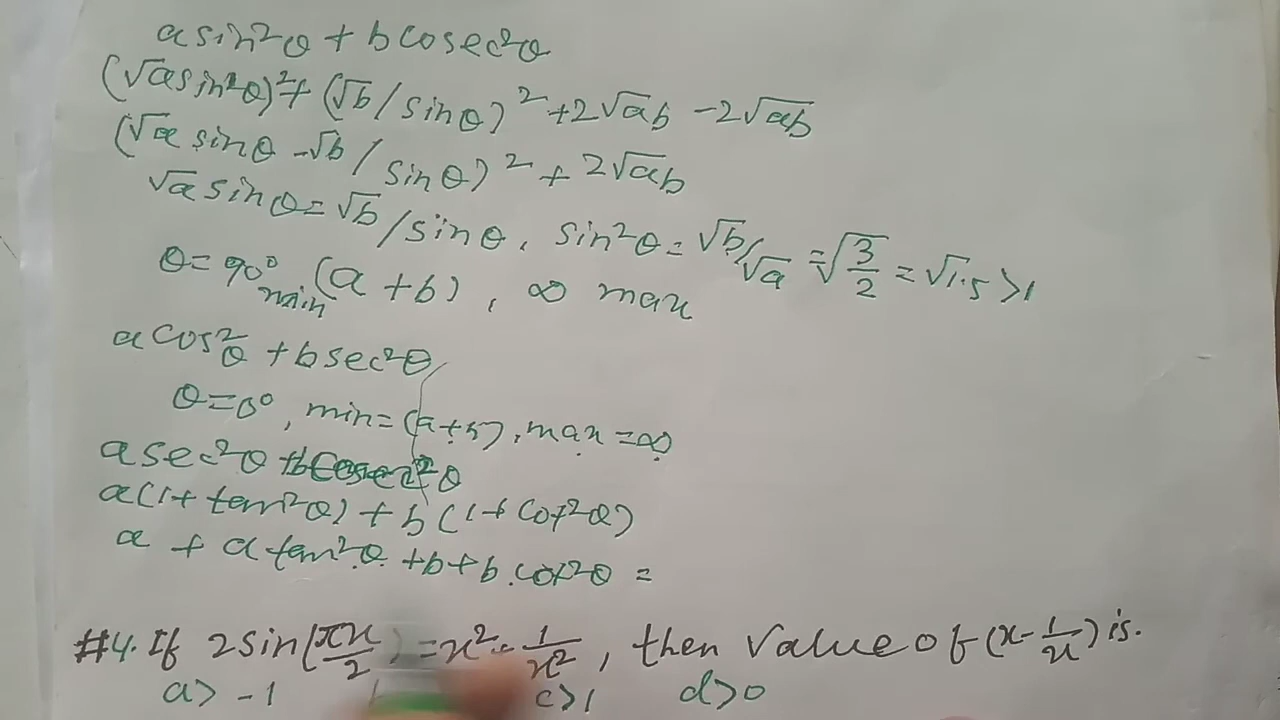 a sin²θ + b cosec²θ
(√a sin²θ)² + (√b / sinθ)² + 2√ab - 2√ab
(√a sinθ - √b / sinθ)² + 2√ab
√a sinθ = √b / sinθ, sin²θ = √b/√a = √3/2 = √1.5 > 1
θ = 90° min (a + b), ∞ max
a cos²θ + b sec²θ
θ = 0°, min = (a + b), max = ∞
a sec²θ + b cosec²θ
a(1 + tan²θ) + b(1 + cot²θ)
a + a tan²θ + b + b.cot²θ =
#4. If 2 sin(πx/2) = x² 1/x², then value of (x - 1/x) is.
a> -1 c>1 d>0